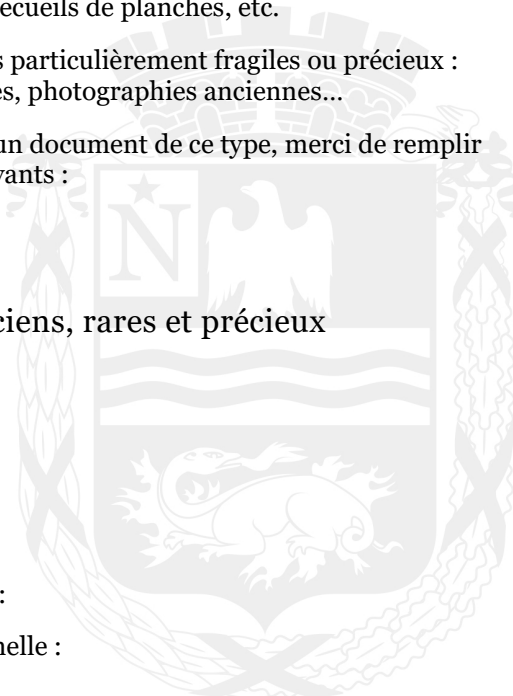 ecueils de planches, etc.
s particulièrement fragiles ou précieux :
es, photographies anciennes…
un document de ce type, merci de remplir
vants :
N
ciens, rares et précieux
:
nelle :